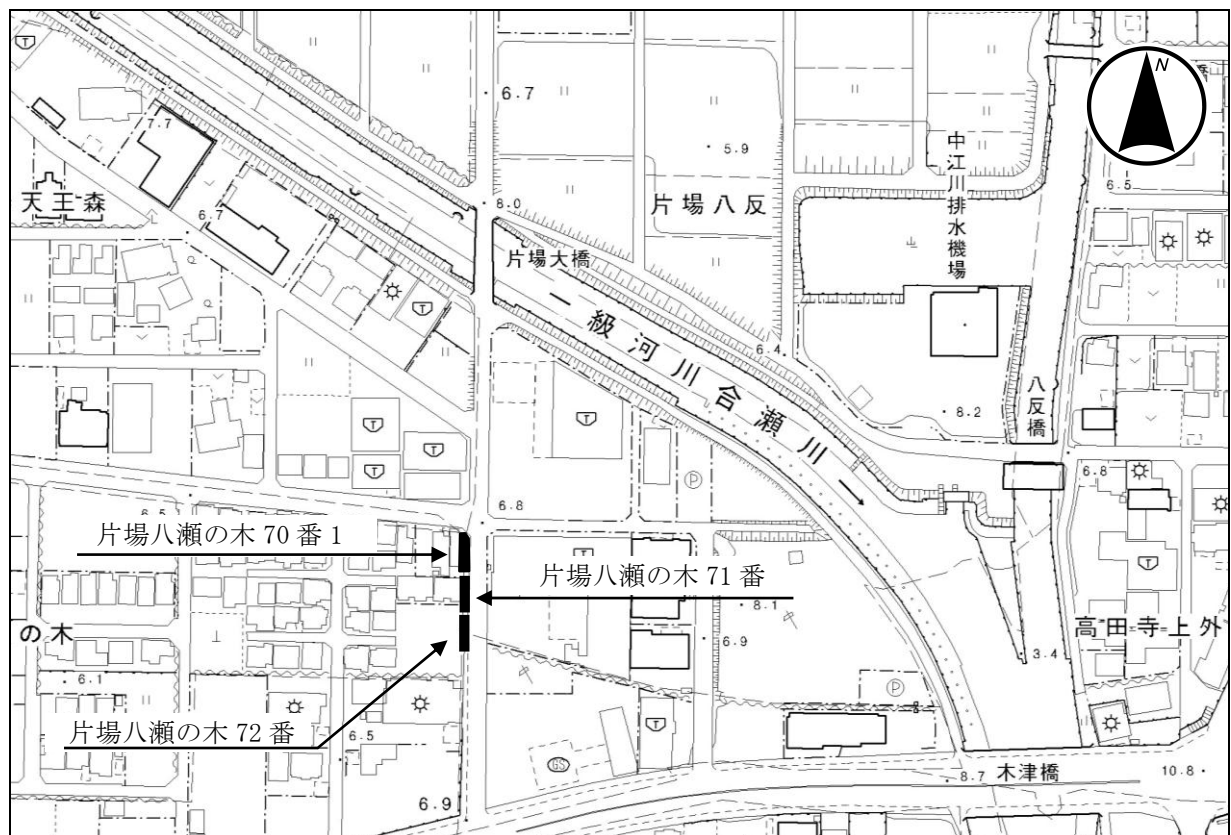 N
6.7
7.7
天王森
6.7
8.0
5.9
片場八反
中江川排水機場
6.5
片場大橋
一級河川合瀬川
6.4
8.2
八反橋
6.8
6.5
6.8
片場八瀬の木 70 番 1
片場八瀬の木 71 番
8.1
6.9
の木
高田寺上外
3.4
6.1
片場八瀬の木 72 番
6.5
P
P
GS
T
6.9
8.7
木津橋
10.8